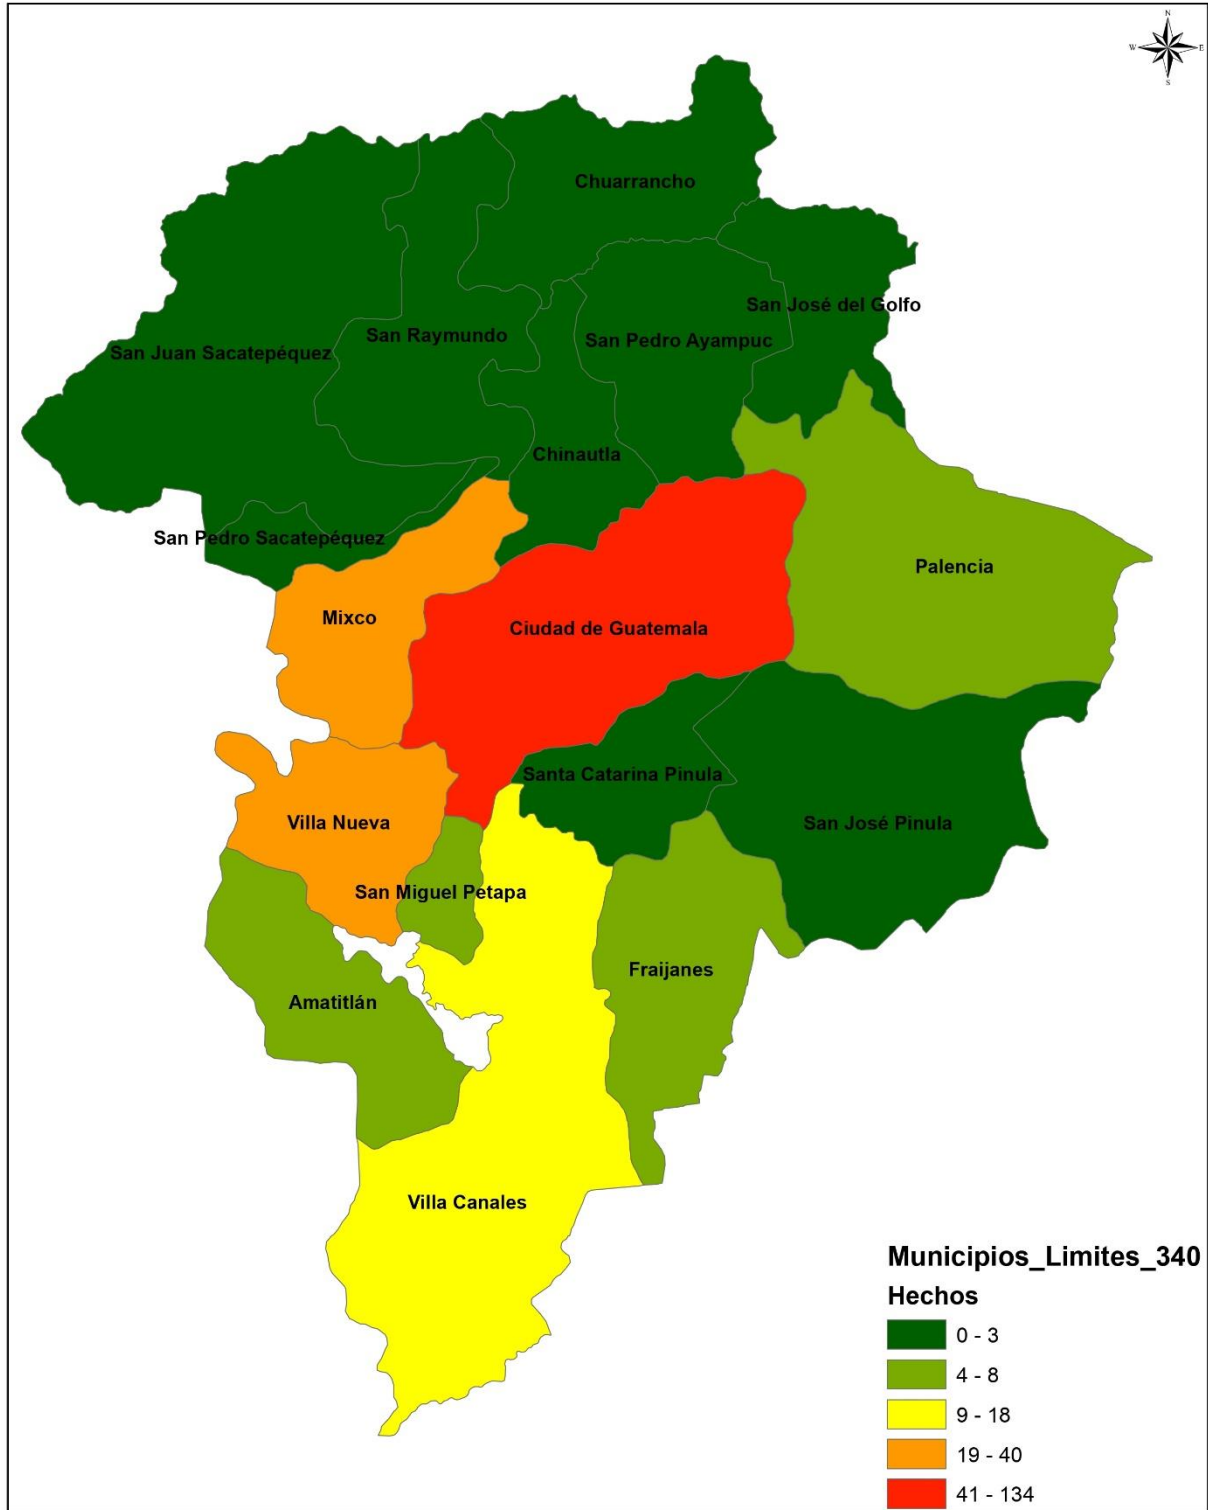 N
W E
S
Chuarrancho
San José del Golfo
San Raymundo
San Pedro Ayampuc
San Juan Sacatepéquez
Chinautla
San Pedro Sacatepéquez
Palencia
Mixco
Ciudad de Guatemala
Santa Catarina Pinula
Villa Nueva
San José Pinula
San Miguel Petapa
Fraijanes
Amatitlán
Villa Canales
Municipios_Limites_340
Hechos
0 - 3
4 - 8
9 - 18
19 - 40
41 - 134